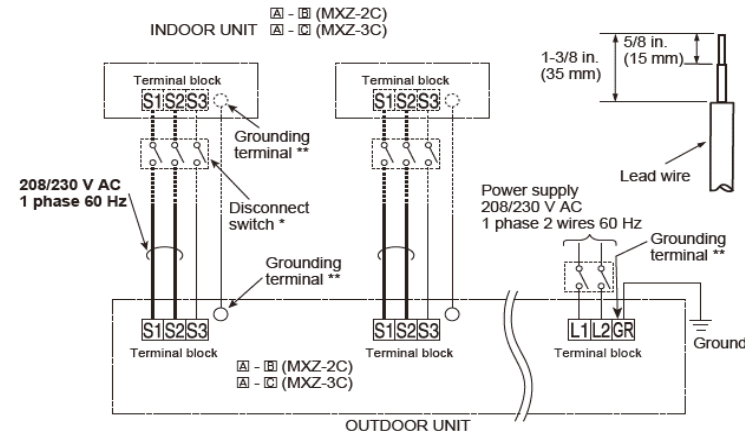 A - B (MXZ-2C)
INDOOR UNIT A - C (MXZ-3C)
5/8 in.
(15 mm)
1-3/8 in.
(35 mm)
Lead wire
Terminal block
S1 S2 S3
Grounding
terminal **
Disconnect
switch *
208/230 V AC
1 phase 60 Hz
Grounding
terminal **
S1 S2 S3
Terminal block
Terminal block
S1 S2 S3
S1 S2 S3
Terminal block
Power supply
208/230 V AC
1 phase 2 wires 60 Hz
Grounding
terminal **
L1 L2 GR
Terminal block
Ground
A - B (MXZ-2C)
A - C (MXZ-3C)
OUTDOOR UNIT